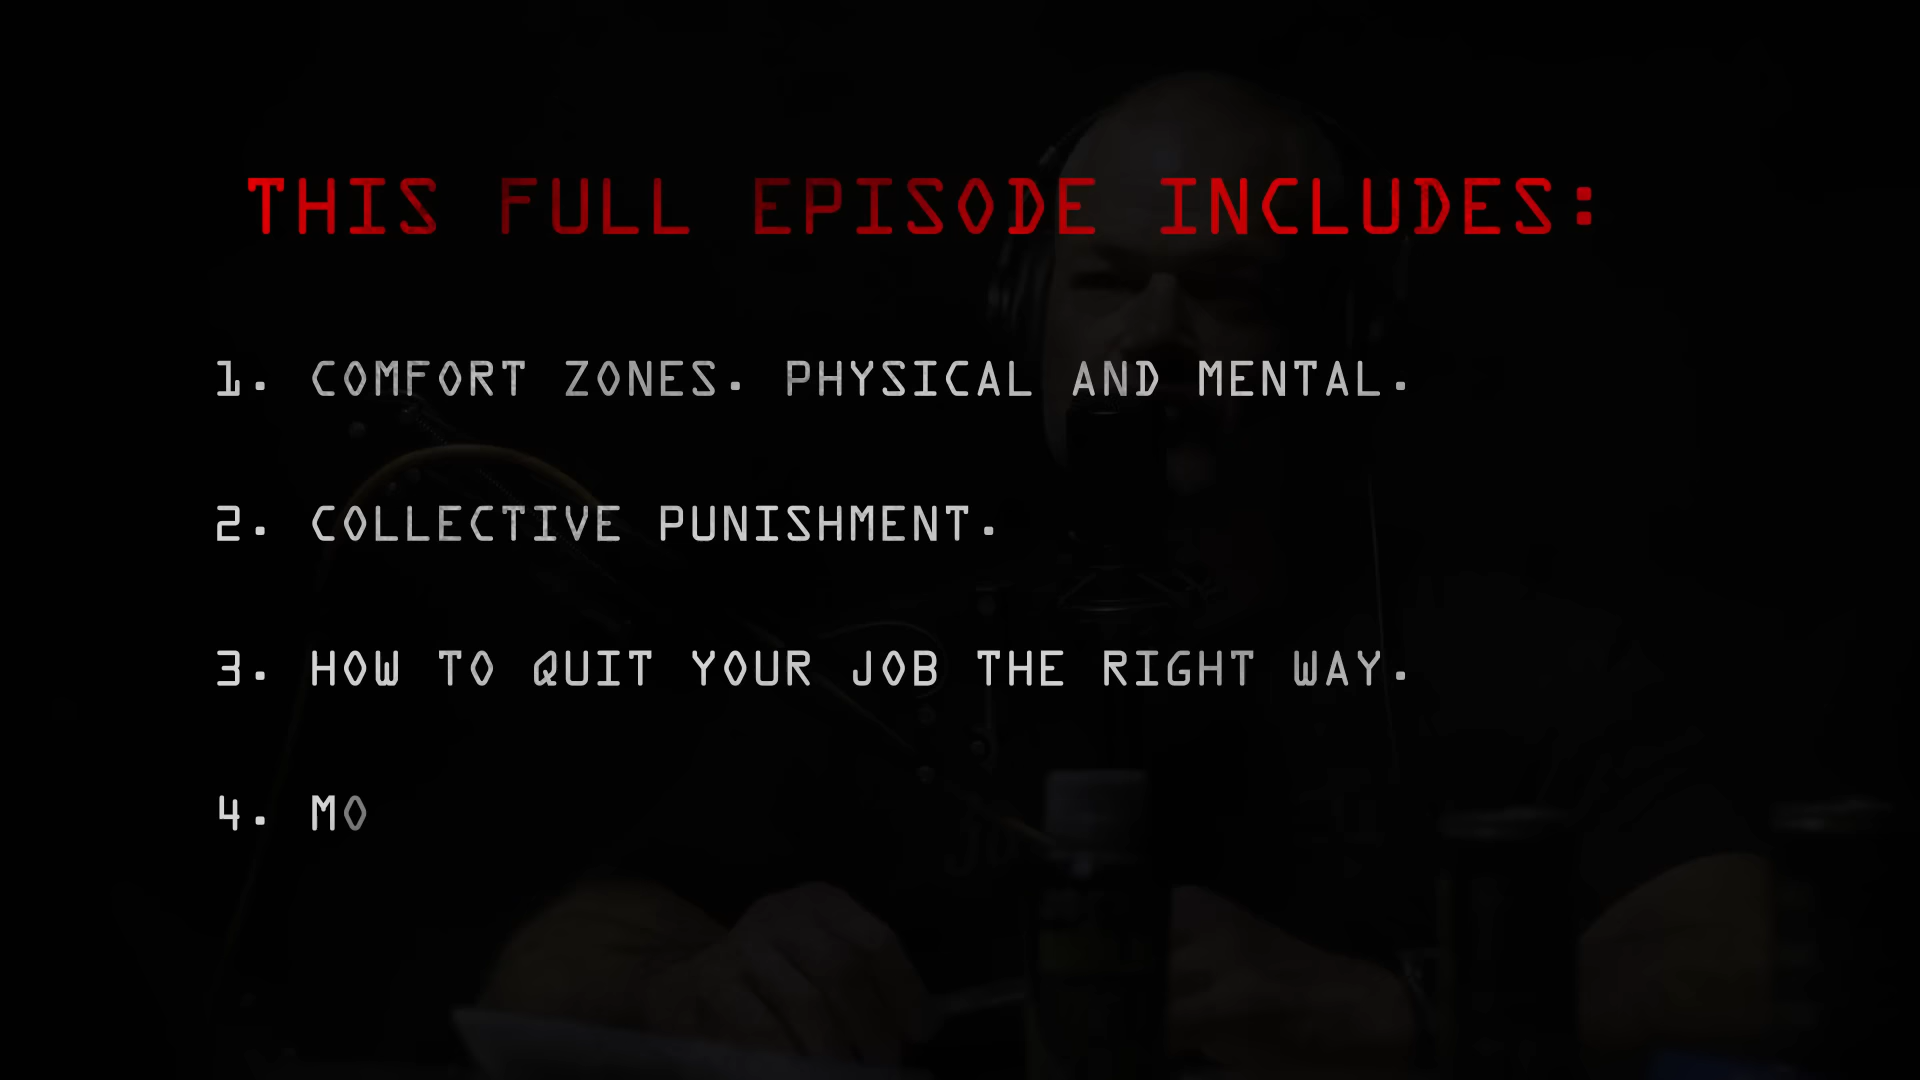 THIS FULL EPISODE INCLUDES:
1. COMFORT ZONES. PHYSICAL AND MENTAL.
2. COLLECTIVE PUNISHMENT.
3. HOW TO QUIT YOUR JOB THE RIGHT WAY.
4. MO